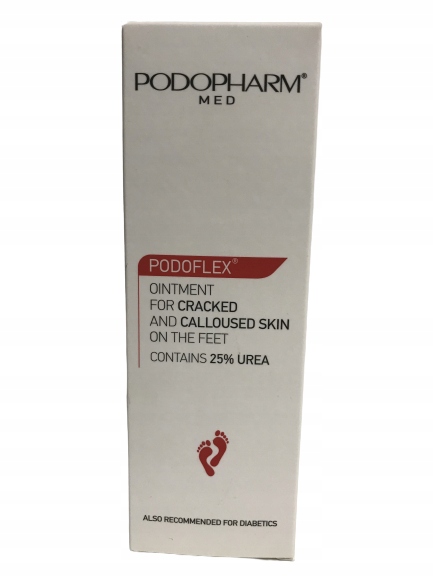 PODOPHARM®
MED
PODOFLEX®
OINTMENT
FOR CRACKED
AND CALLOUSED SKIN
ON THE FEET
CONTAINS 25% UREA
ALSO RECOMMENDED FOR DIABETICS